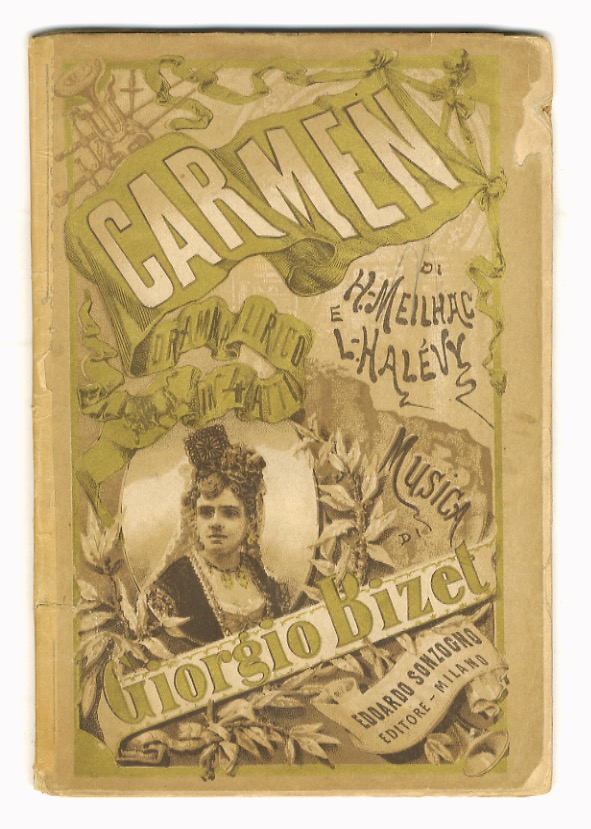 CARMEN
DRAMMA LIRICO
IN 4 ATTI
DI
H. MEILHAC
E
L. HALÉVY
MUSICA
DI
Giorgio Bizet
EDOARDO SONZOGNO
EDITORE - MILANO